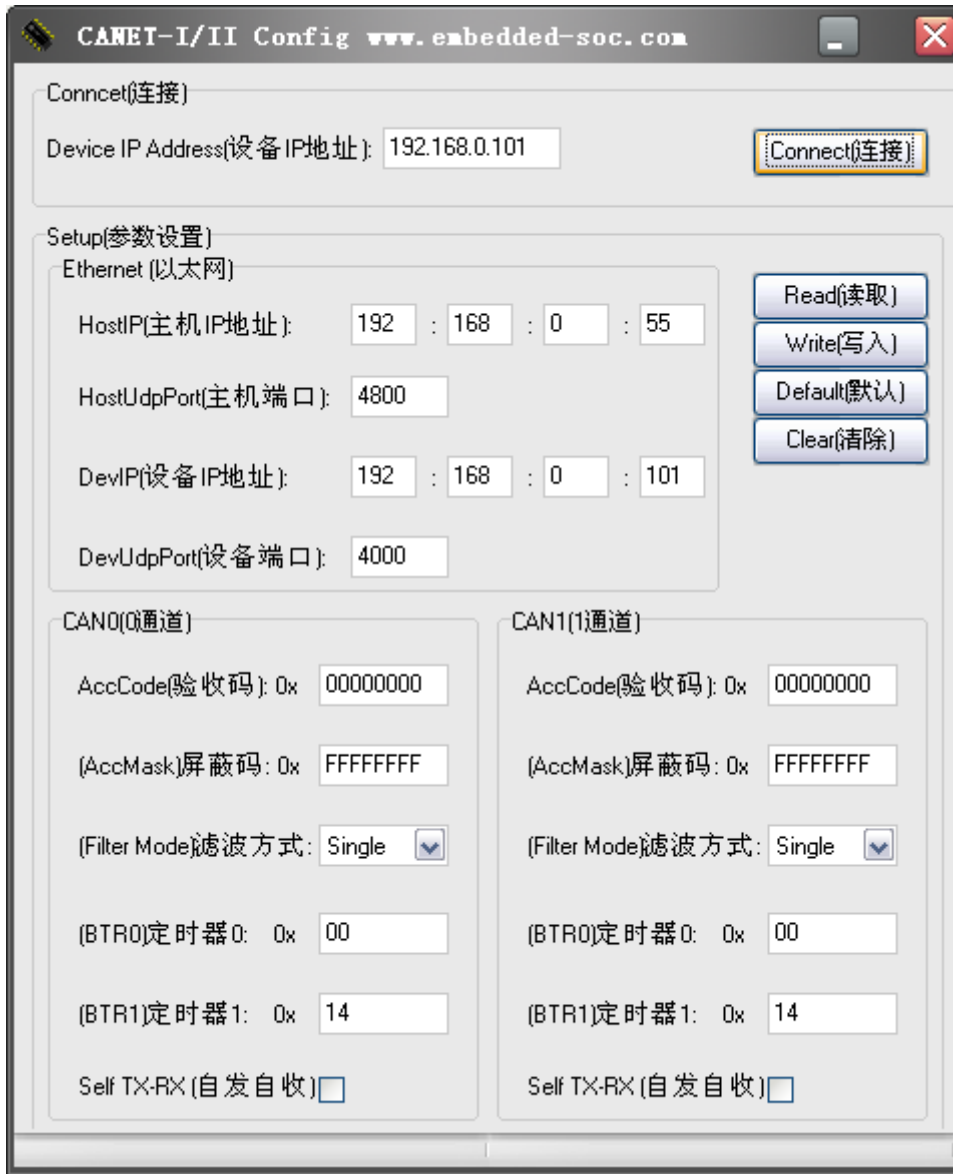 CANET-I/II Config www.embedded-soc.com
Conncet(连接)
Device IP Address(设备IP地址): 192.168.0.101 Connect(连接)
Setup(参数设置)
Ethernet (以太网)
Read(读取)
HostIP(主机IP地址): 192 : 168 : 0 : 55
Write(写入)
HostUdpPort(主机端口): 4800
Default(默认)
Clear(清除)
DevIP(设备IP地址): 192 : 168 : 0 : 101
DevUdpPort(设备端口): 4000
CAN0(0通道)
AccCode(验收码): 0x 00000000
(AccMask)屏蔽码: 0x FFFFFFFF
(Filter Mode)滤波方式: Single
(BTR0)定时器0: 0x 00
(BTR1)定时器1: 0x 14
Self TX-RX (自发自收)
CAN1(1通道)
AccCode(验收码): 0x 00000000
(AccMask)屏蔽码: 0x FFFFFFFF
(Filter Mode)滤波方式: Single
(BTR0)定时器0: 0x 00
(BTR1)定时器1: 0x 14
Self TX-RX (自发自收)